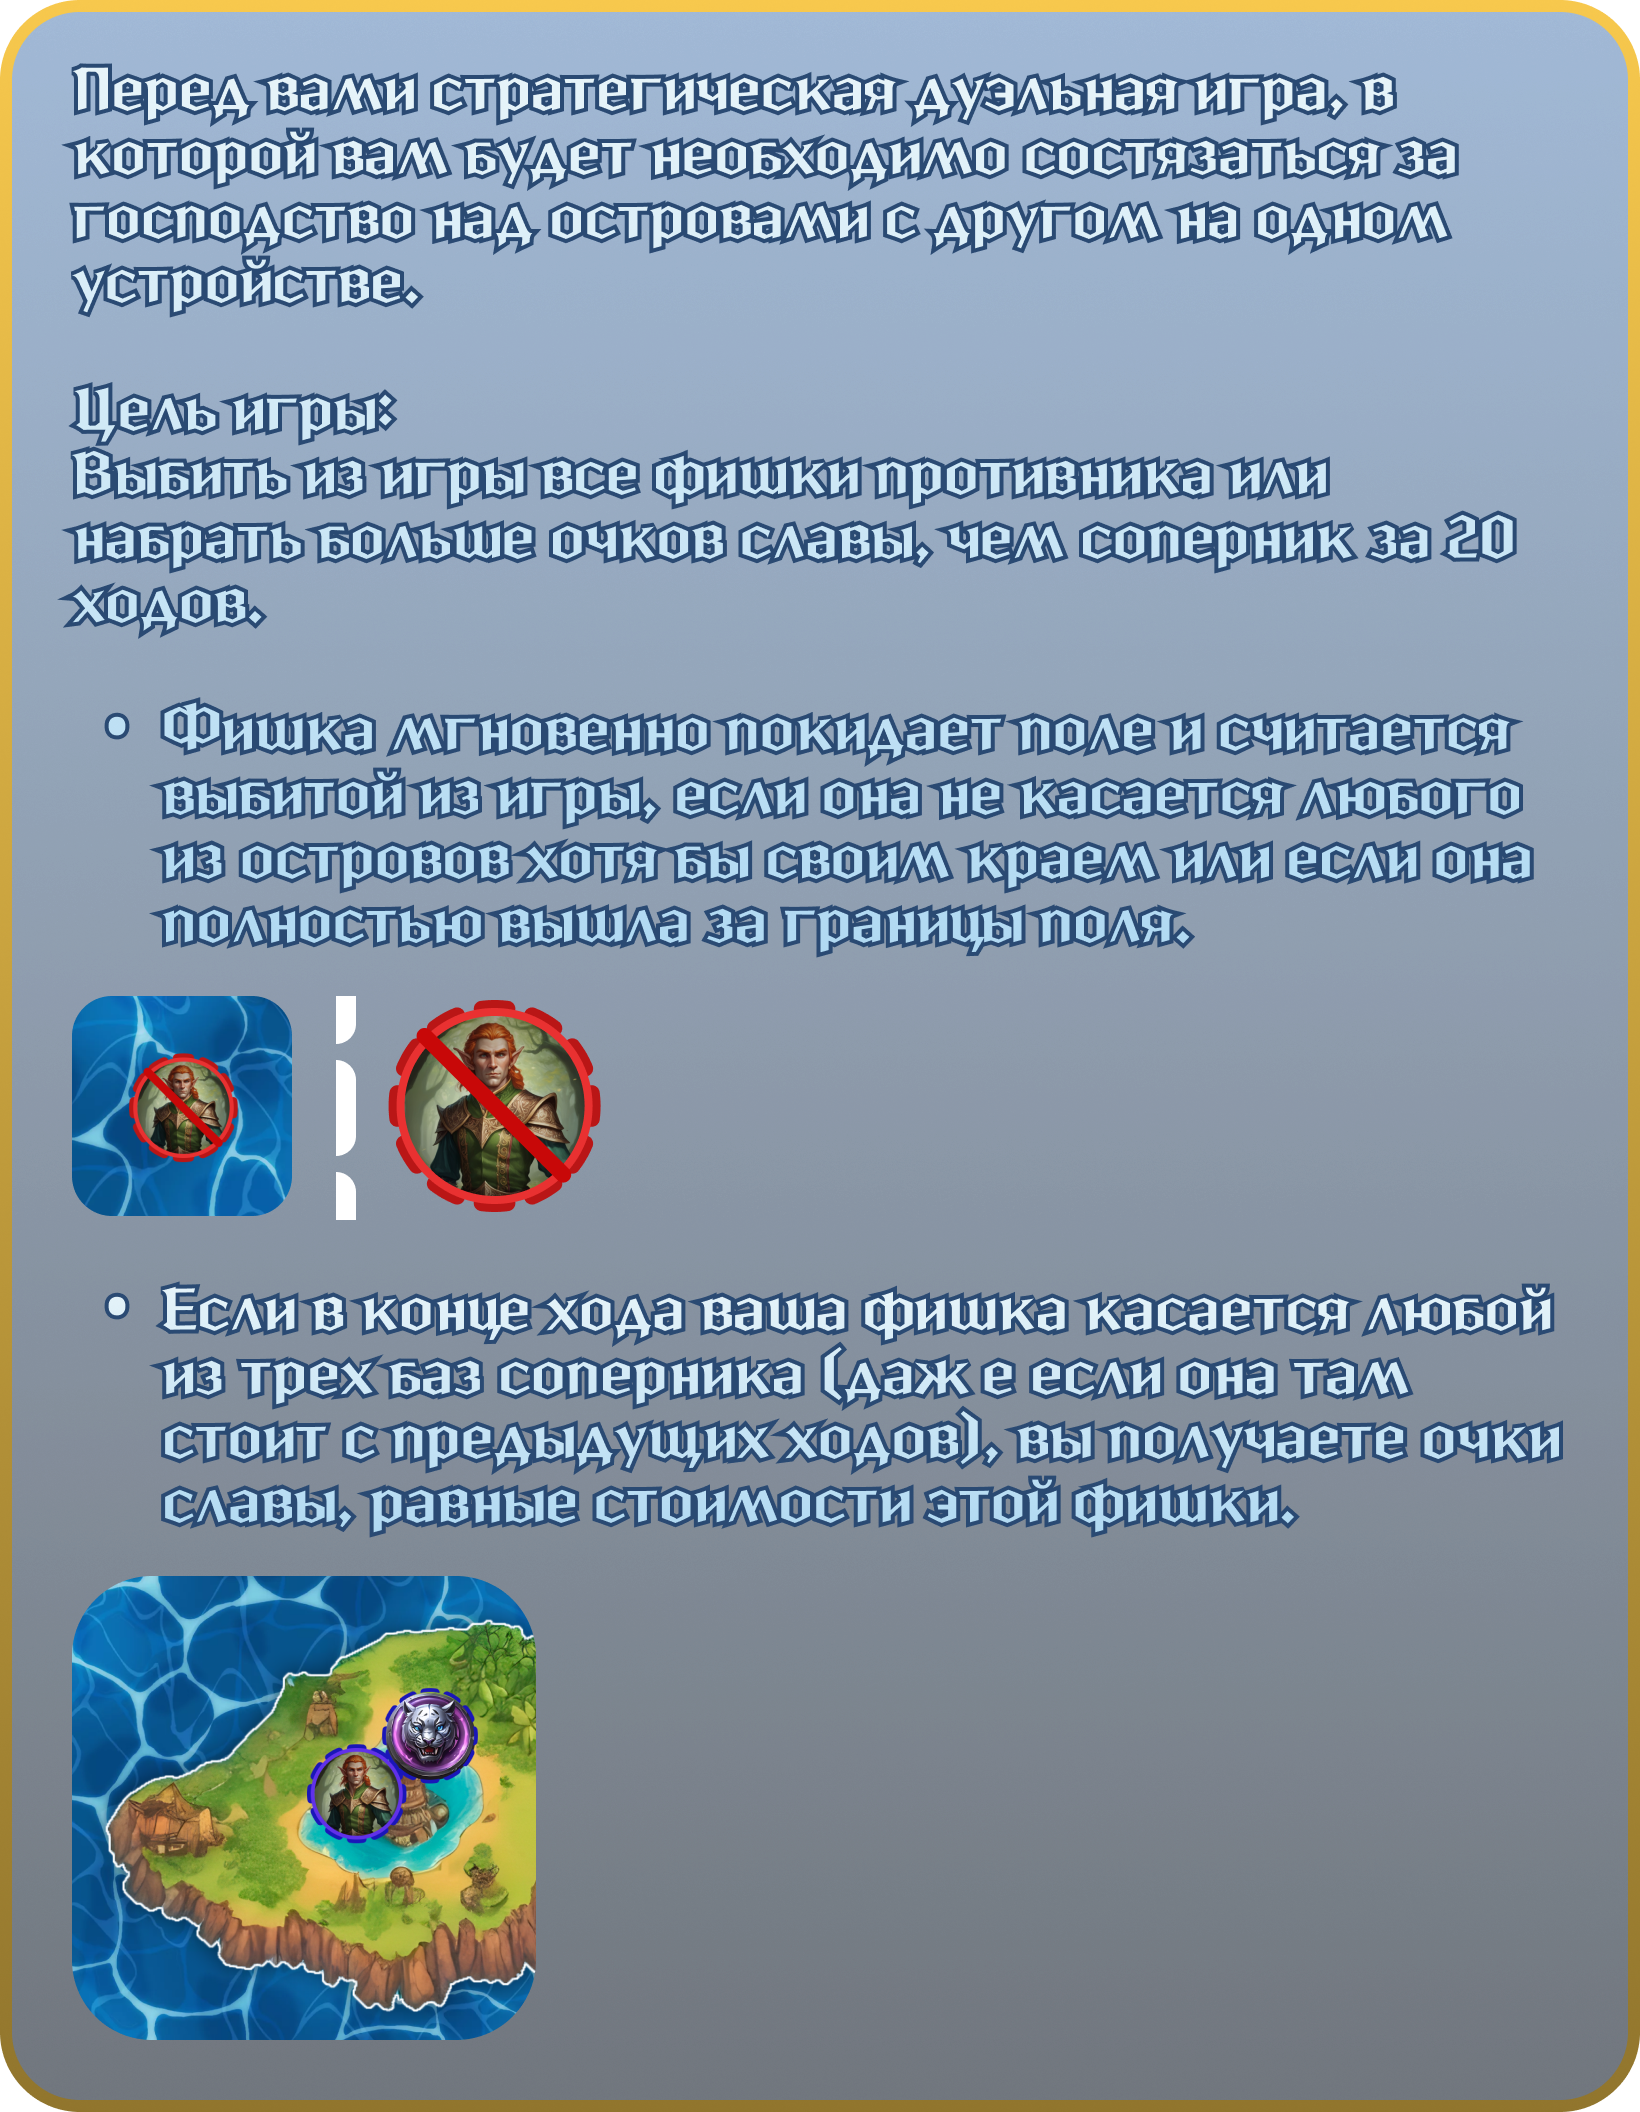 Перед вами стратегическая дуэльная игра, в
которой вам будет необходимо состязаться за
господство над островами с другом на одном
устройстве.
Цель игры:
Выбить из игры все фишки противника или
набрать больше очков славы, чем соперник за 20
ходов.
• Фишка мгновенно покидает поле и считается
выбитой из игры, если она не касается любого
из островов хотя бы своим краем или если она
полностью вышла за границы поля.
• Если в конце хода ваша фишка касается любой
из трех баз соперника (даже если она там
стоит с предыдущих ходов), вы получаете очки
славы, равные стоимости этой фишки.